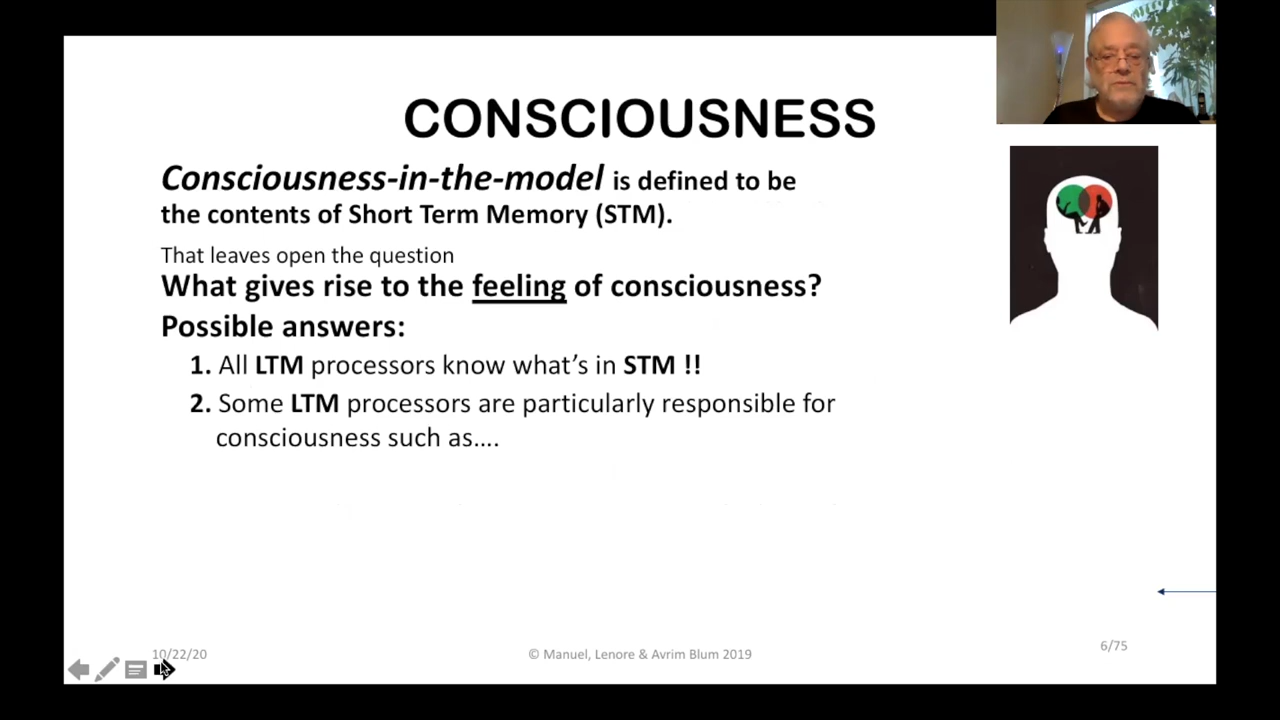 CONSCIOUSNESS
Consciousness-in-the-model is defined to be
the contents of Short Term Memory (STM).
That leaves open the question
What gives rise to the feeling of consciousness?
Possible answers:
1. All LTM processors know what’s in STM !!
2. Some LTM processors are particularly responsible for
consciousness such as....
10/22/20
© Manuel, Lenore & Avrim Blum 2019
6/75